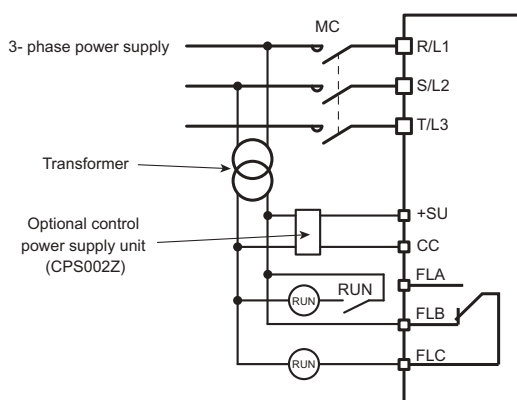 MC
3- phase power supply
R/L1
S/L2
T/L3
Transformer
Optional control
power supply unit
(CPS002Z)
+SU
CC
FLA
RUN
RUN
FLB
FLC
RUN